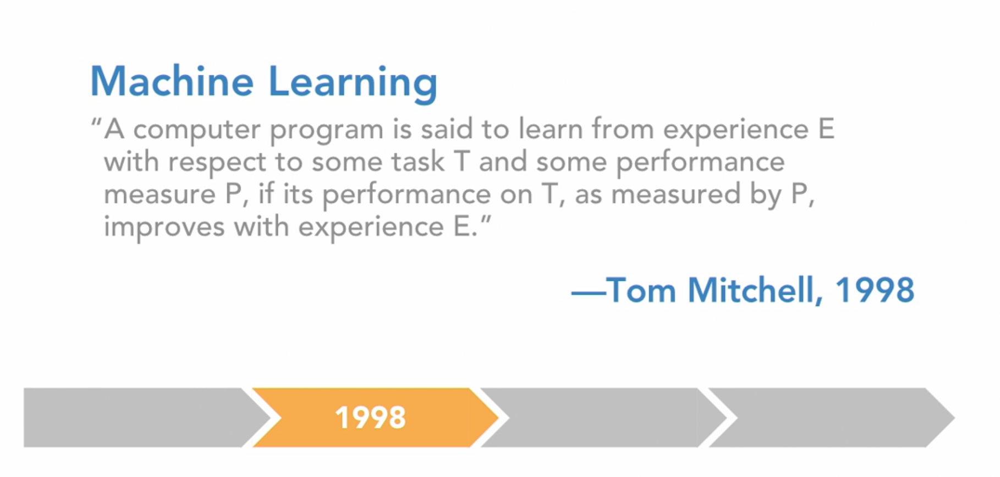 Machine Learning
“A computer program is said to learn from experience E
with respect to some task T and some performance
measure P, if its performance on T, as measured by P,
improves with experience E.”
—Tom Mitchell, 1998
1998